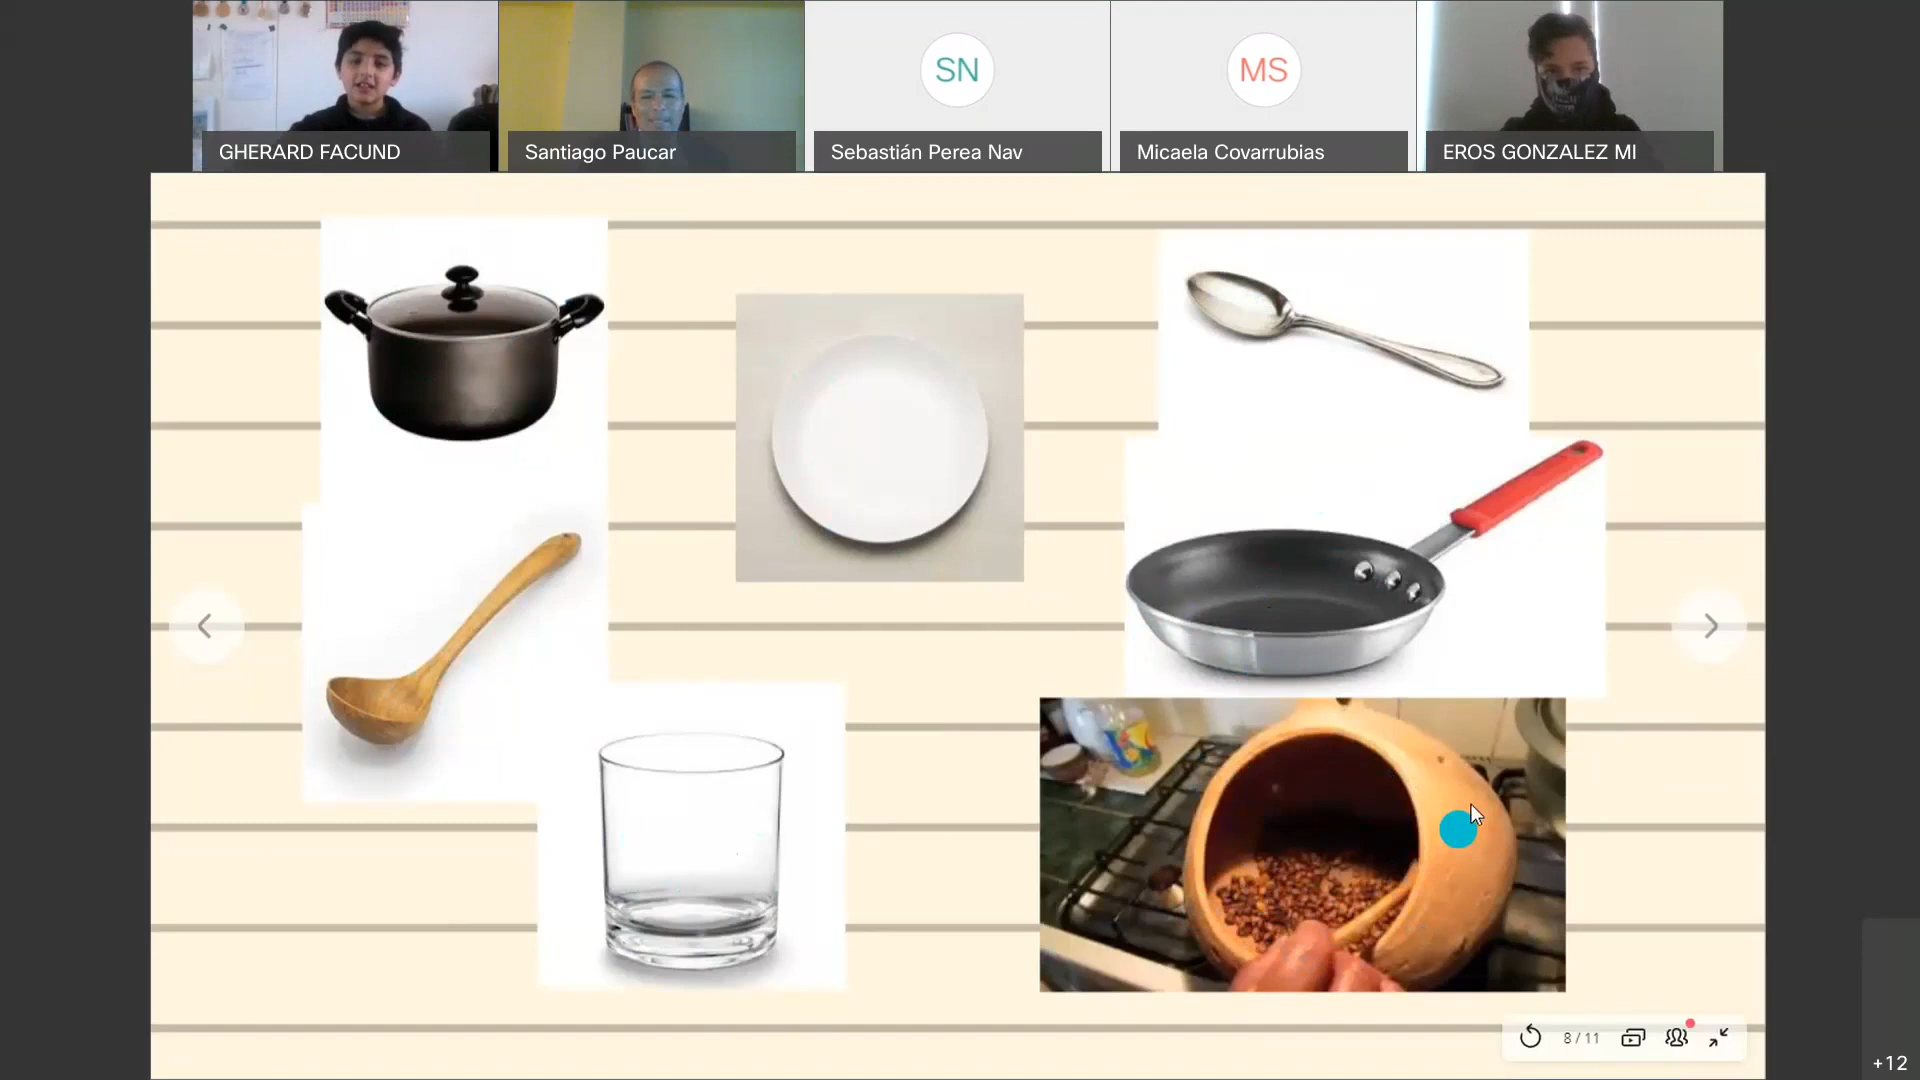 GHERARD FACUND
Santiago Paucar
SN
Sebastián Perea Nav
MS
Micaela Covarrubias
EROS GONZALEZ MI
8 / 11
+12